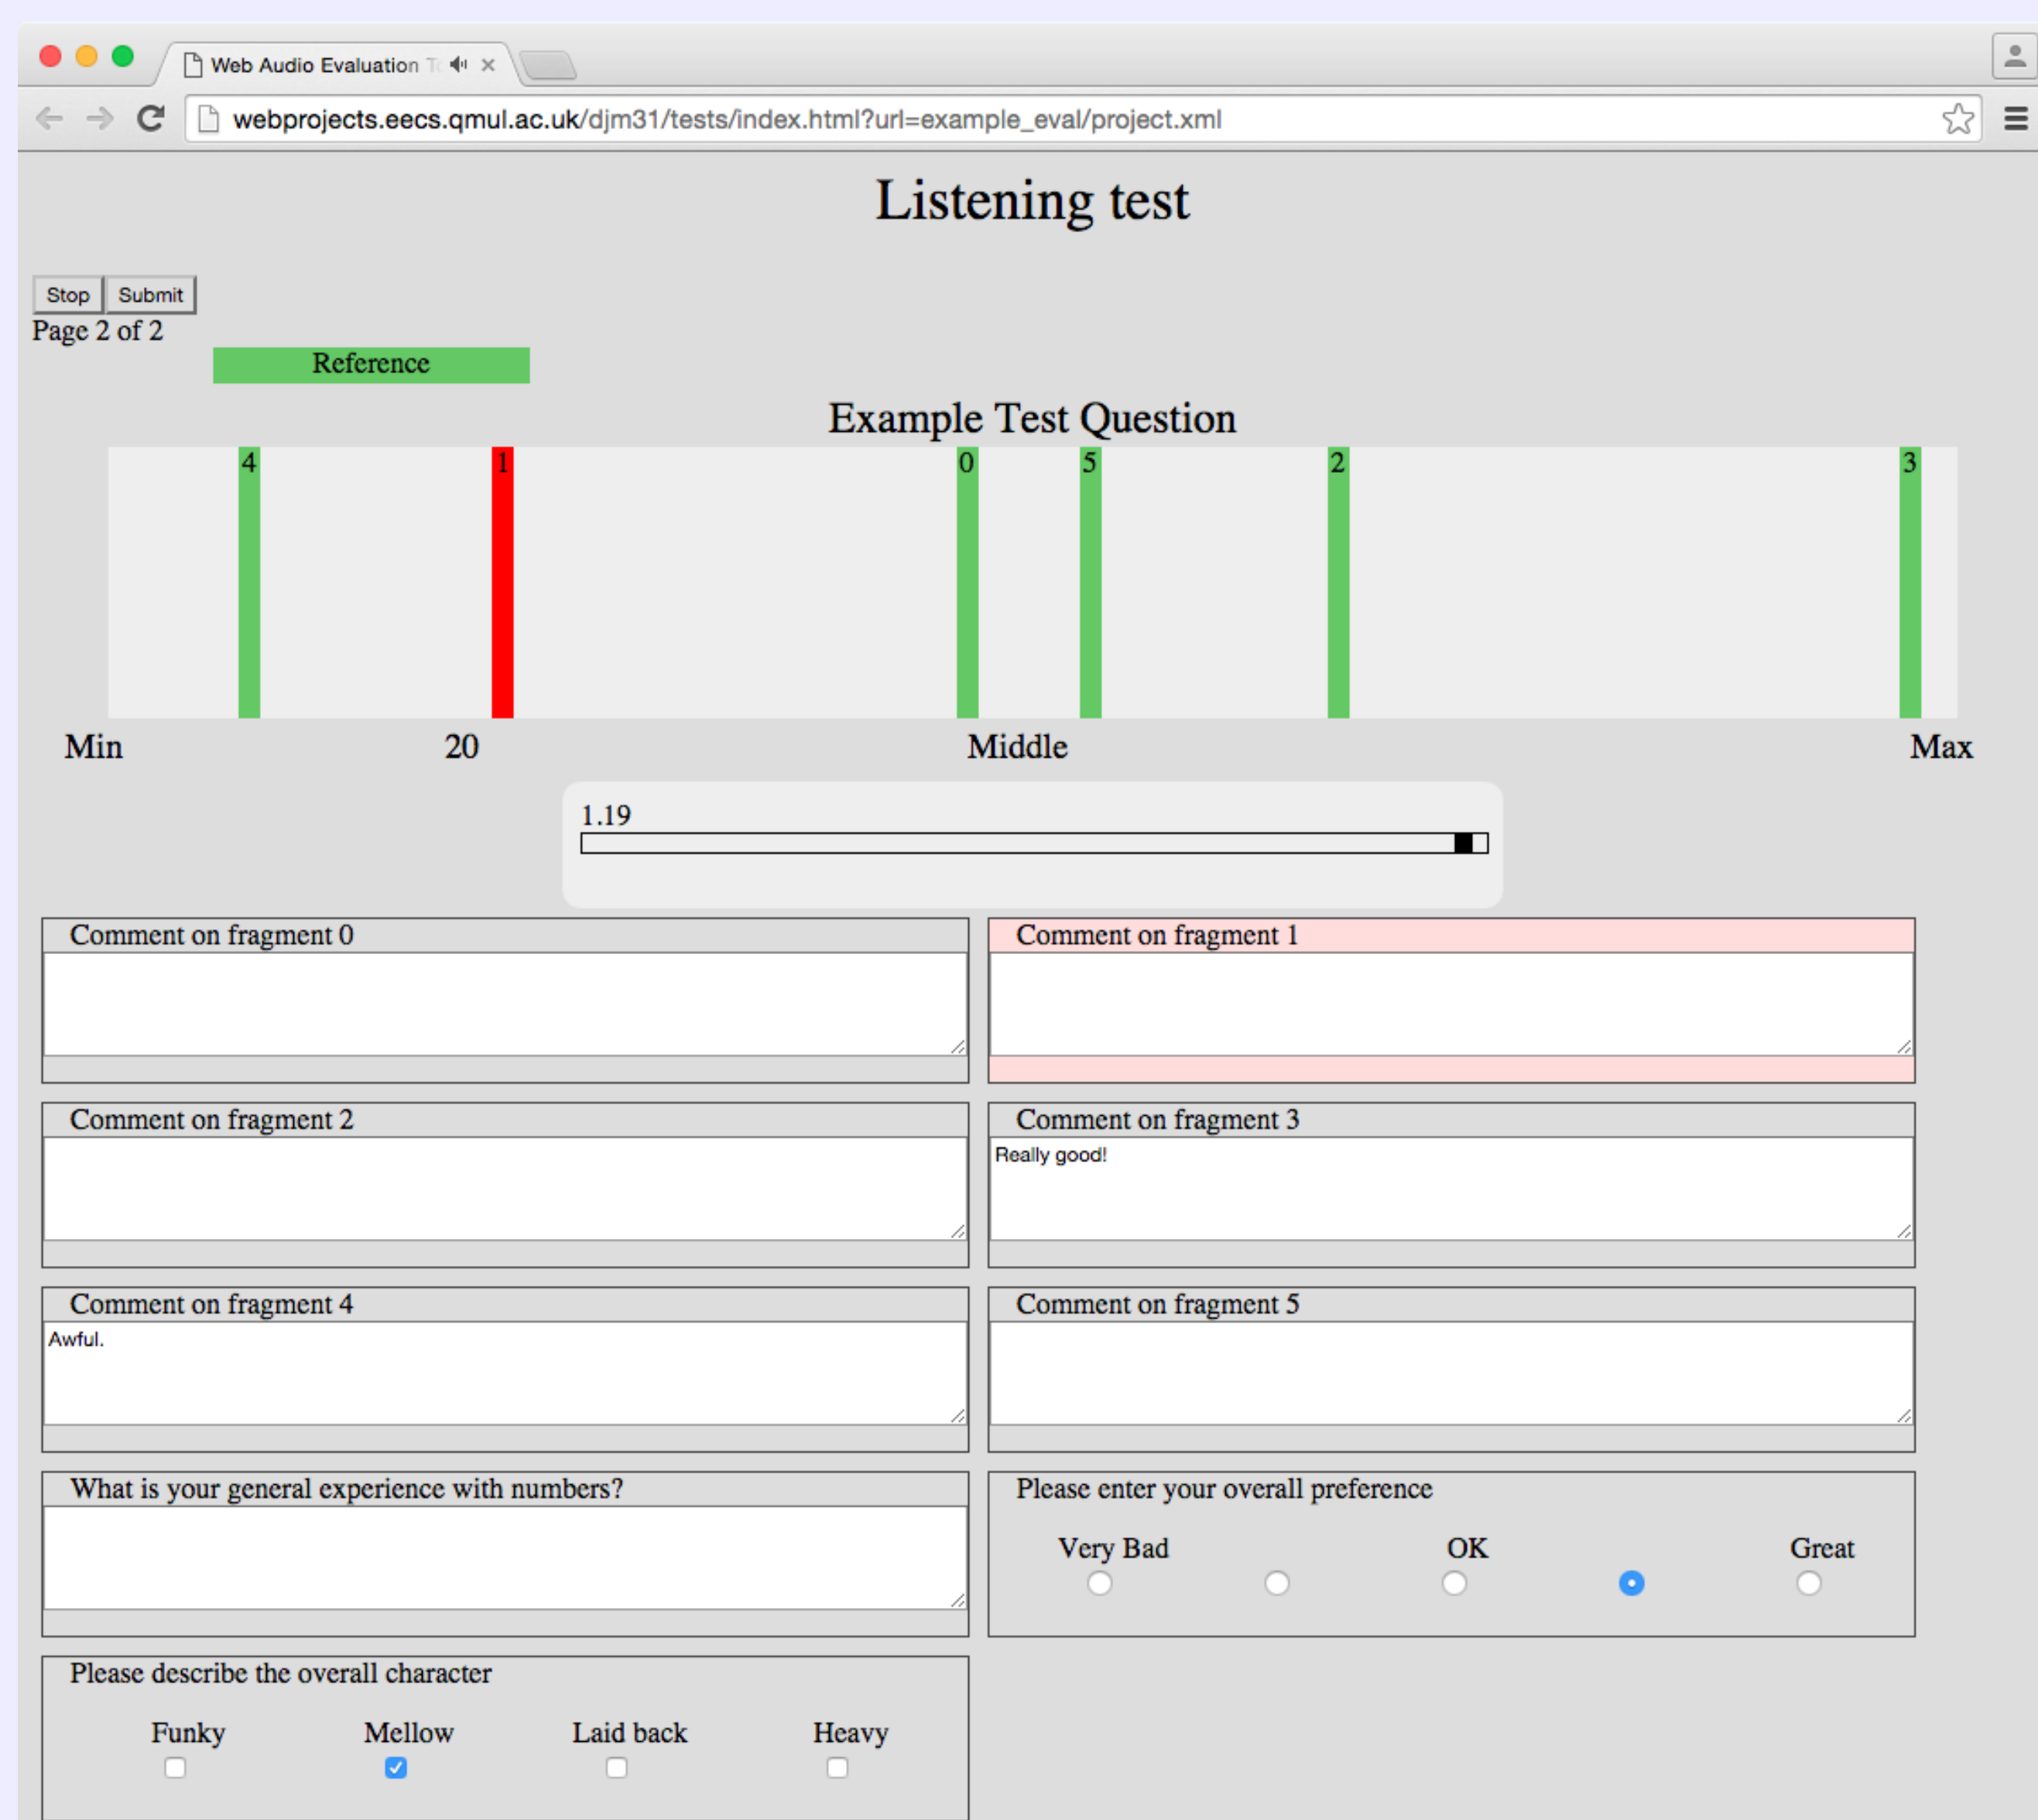 Web Audio Evaluation
webprojects.eecs.qmul.ac.uk/djm31/tests/index.html?url=example_eval/project.xml
Listening test
Stop Submit
Page 2 of 2
Reference
Example Test Question
4 1 0 5 2 3
Min 20 Middle Max
1.19
Comment on fragment 0
Comment on fragment 1
Comment on fragment 2
Comment on fragment 3
Really good!
Comment on fragment 4
Awful.
Comment on fragment 5
What is your general experience with numbers?
Please enter your overall preference
Very Bad OK Great
Please describe the overall character
Funky Mellow Laid back Heavy